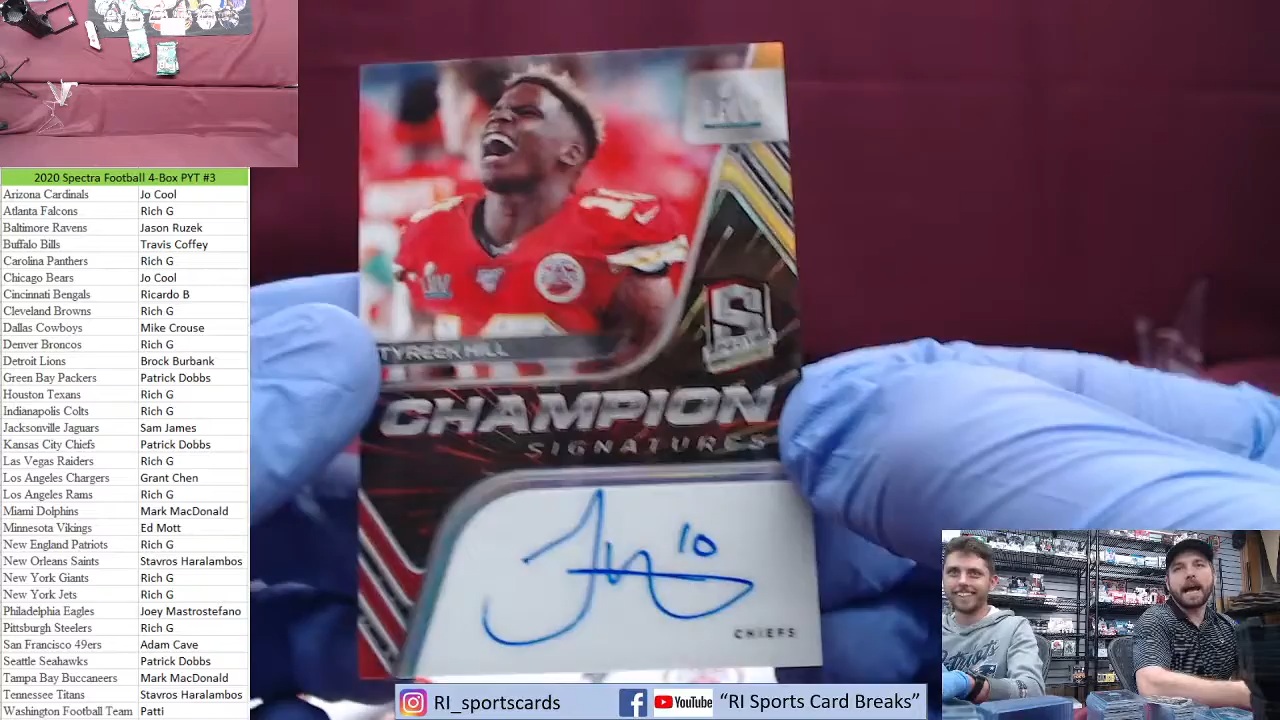 2020 Spectra Football 4-Box PYT #3
Arizona Cardinals Jo Cool
Atlanta Falcons Rich G
Baltimore Ravens Jason Ruzek
Buffalo Bills Travis Coffey
Carolina Panthers Rich G
Chicago Bears Jo Cool
Cincinnati Bengals Ricardo B
Cleveland Browns Rich G
Dallas Cowboys Mike Crouse
Denver Broncos Rich G
Detroit Lions Brock Burbank
Green Bay Packers Patrick Dobbs
Houston Texans Rich G
Indianapolis Colts Rich G
Jacksonville Jaguars Sam James
Kansas City Chiefs Patrick Dobbs
Las Vegas Raiders Rich G
Los Angeles Chargers Grant Chen
Los Angeles Rams Rich G
Miami Dolphins Mark MacDonald
Minnesota Vikings Ed Mott
New England Patriots Rich G
New Orleans Saints Stavros Haralambos
New York Giants Rich G
New York Jets Rich G
Philadelphia Eagles Joey Mastrostefano
Pittsburgh Steelers Rich G
San Francisco 49ers Adam Cave
Seattle Seahawks Patrick Dobbs
Tampa Bay Buccaneers Mark MacDonald
Tennessee Titans Stavros Haralambos
Washington Football Team Patti
LIV
TYREEK HILL
CHAMPION
SIGNATURES
10
CHIEFS
RI_sportscards
YouTube
“RI Sports Card Breaks”